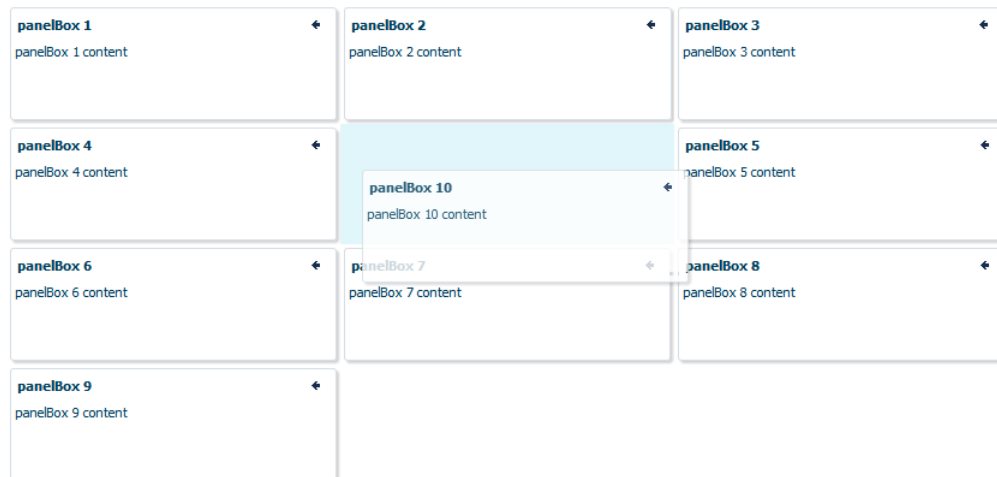 panelBox 1
panelBox 1 content
panelBox 2
panelBox 2 content
panelBox 3
panelBox 3 content
panelBox 4
panelBox 4 content
panelBox 10
panelBox 10 content
panelBox 5
panelBox 5 content
panelBox 6
panelBox 6 content
panelBox 7
panelBox 7 content
panelBox 8
panelBox 8 content
panelBox 9
panelBox 9 content